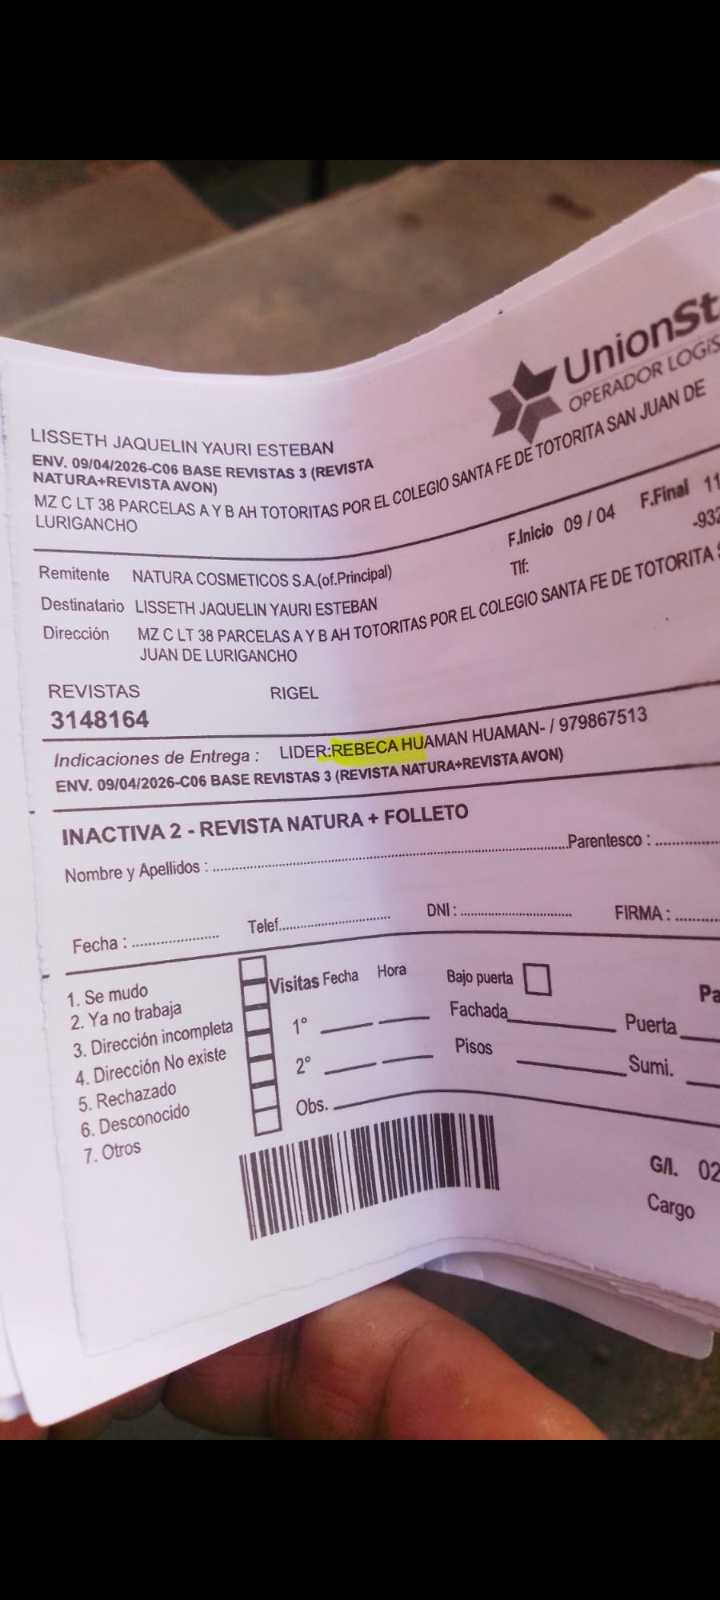 UnionSt
OPERADOR LOGIS
LISSETH JAQUELIN YAURI ESTEBAN
ENV. 09/04/2026-C06 BASE REVISTAS 3 (REVISTA
NATURA+REVISTA AVON)
MZ C LT 38 PARCELAS A Y B AH TOTORITAS POR EL COLEGIO SANTA FE DE TOTORITA SAN JUAN DE
LURIGANCHO
F.Inicio 09 / 04 F.Final 11
Remitente NATURA COSMETICOS S.A.(of.Principal) Tlf: -932
Destinatario LISSETH JAQUELIN YAURI ESTEBAN
Dirección MZ C LT 38 PARCELAS A Y B AH TOTORITAS POR EL COLEGIO SANTA FE DE TOTORITA S
JUAN DE LURIGANCHO
REVISTAS RIGEL
3148164
Indicaciones de Entrega : LIDER:REBECA HUAMAN HUAMAN- / 979867513
ENV. 09/04/2026-C06 BASE REVISTAS 3 (REVISTA NATURA+REVISTA AVON)
INACTIVA 2 - REVISTA NATURA + FOLLETO
Nombre y Apellidos : Parentesco :
Fecha : Telef. DNI : FIRMA :
1. Se mudo
2. Ya no trabaja
3. Dirección incompleta
4. Dirección No existe
5. Rechazado
6. Desconocido
7. Otros
Visitas Fecha Hora Bajo puerta Pa
1° Fachada Puerta
2° Pisos Sumi.
Obs.
G/I. 02
Cargo